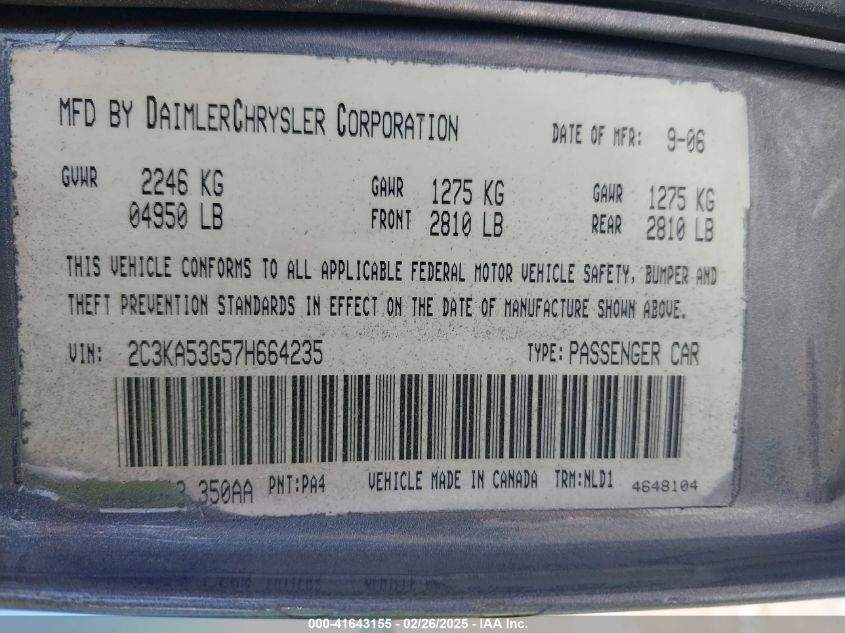 MFD BY DAIMLERCHRYSLER CORPORATION DATE OF MFR: 9-06
GVWR 2246 KG GAWR 1275 KG GAWR 1275 KG
04950 LB FRONT 2810 LB REAR 2810 LB
THIS VEHICLE CONFORMS TO ALL APPLICABLE FEDERAL MOTOR VEHICLE SAFETY, BUMPER AND
THEFT PREVENTION STANDARDS IN EFFECT ON THE DATE OF MANUFACTURE SHOWN ABOVE.
VIN: 2C3KA53G57H664235 TYPE: PASSENGER CAR
350AA PNT:PA4 VEHICLE MADE IN CANADA TRM:NLD1 4648104
000-41643155 - 02/26/2025 - IAA Inc.